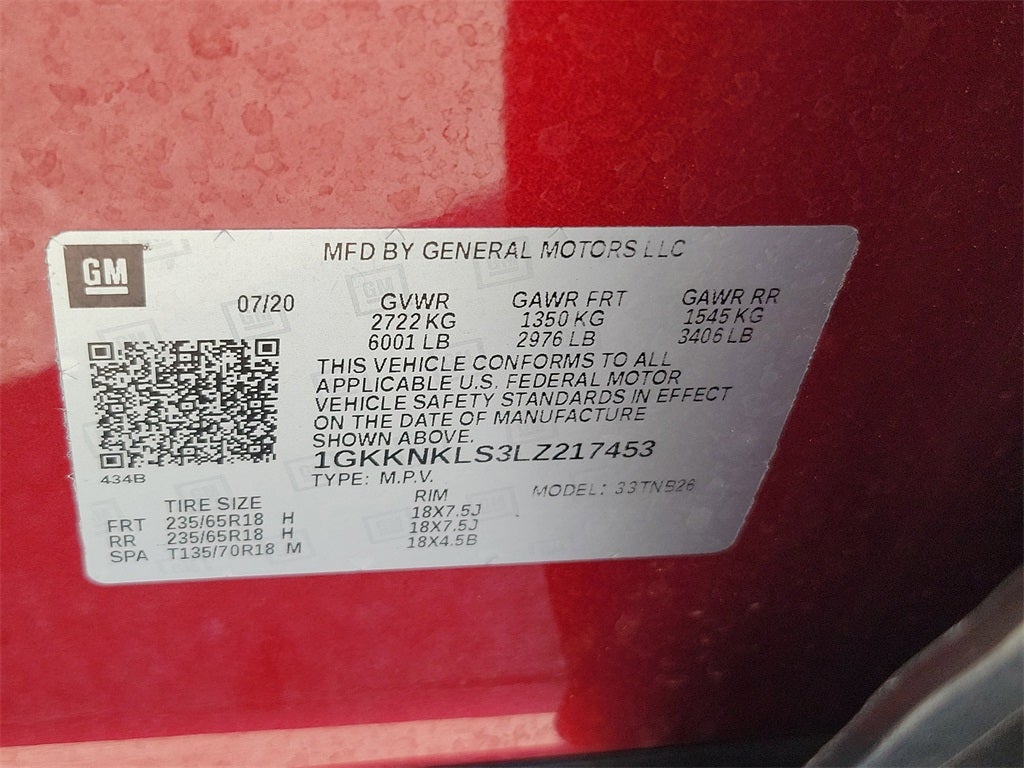 GM
MFD BY GENERAL MOTORS LLC
07/20 GVWR GAWR FRT GAWR RR
2722 KG 1350 KG 1545 KG
6001 LB 2976 LB 3406 LB
THIS VEHICLE CONFORMS TO ALL
APPLICABLE U.S. FEDERAL MOTOR
VEHICLE SAFETY STANDARDS IN EFFECT
ON THE DATE OF MANUFACTURE
SHOWN ABOVE.
1GKKNKLS3LZ217453
434B
TYPE: M.P.V. MODEL: 33TNB26
TIRE SIZE RIM
FRT 235/65R18 H 18X7.5J
RR 235/65R18 H 18X7.5J
SPA T135/70R18 M 18X4.5B